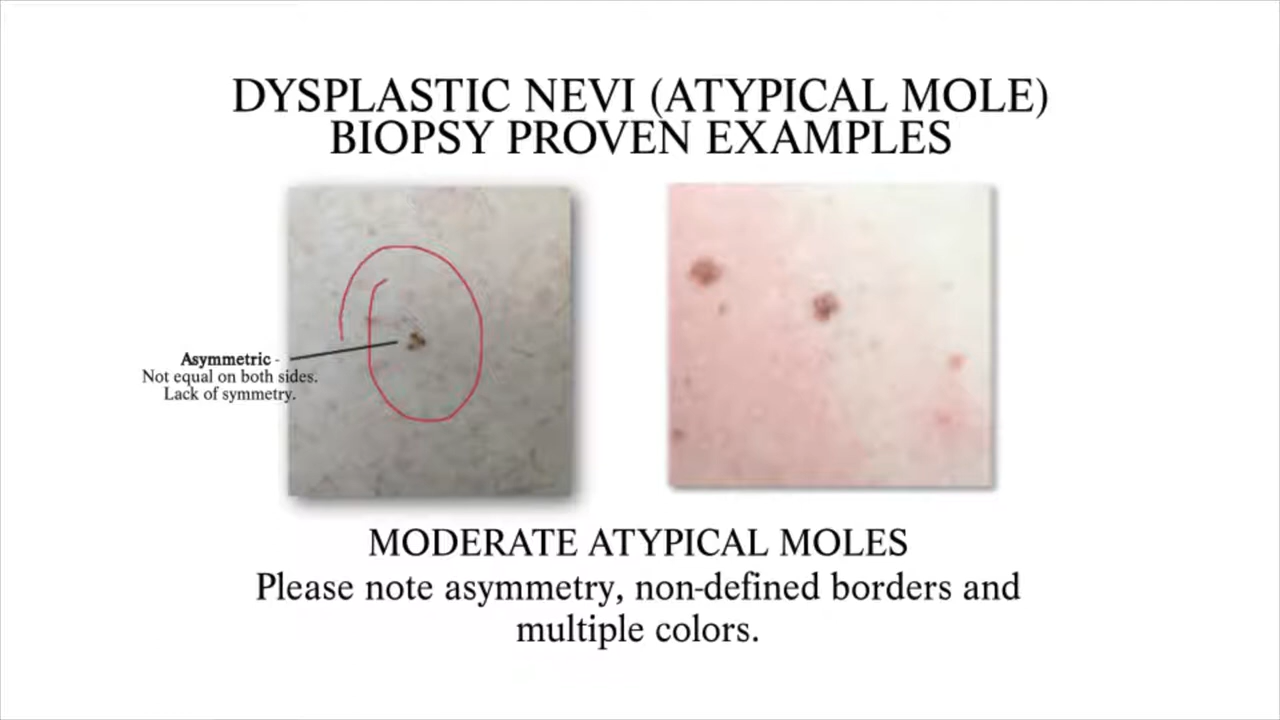 DYSPLASTIC NEVI (ATYPICAL MOLE)
BIOPSY PROVEN EXAMPLES
Asymmetric -
Not equal on both sides.
Lack of symmetry.
MODERATE ATYPICAL MOLES
Please note asymmetry, non-defined borders and
multiple colors.